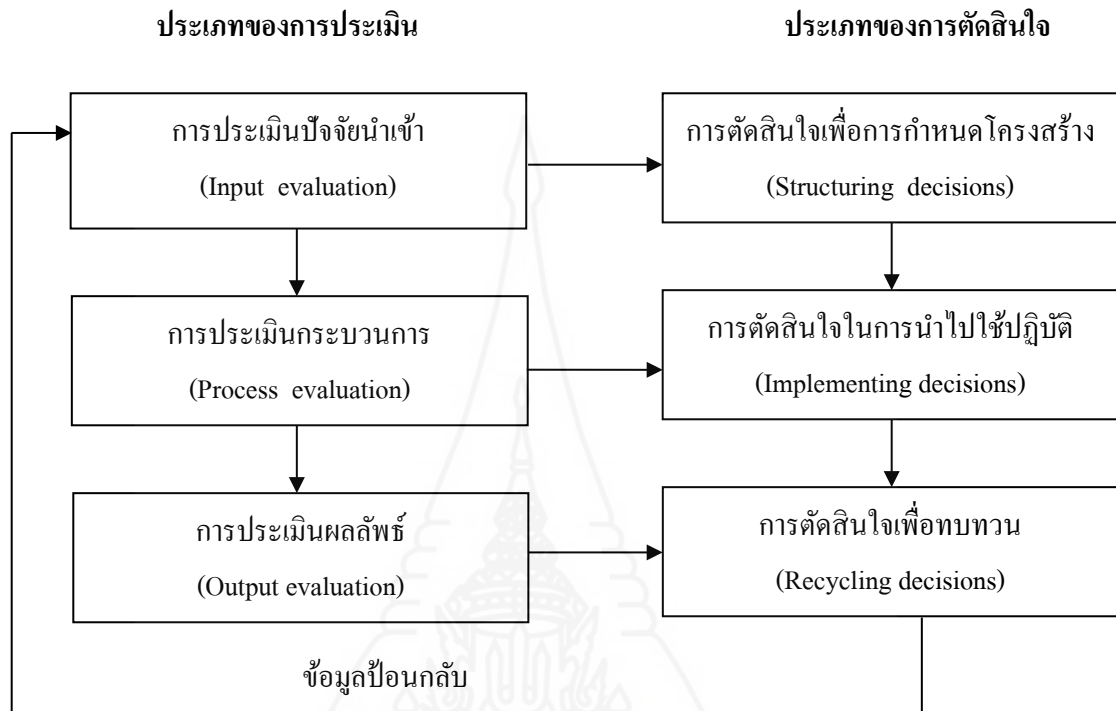 ประเภทของการประเมิน
ประเภทของการตัดสินใจ
การประเมินปัจจัยนำเข้า
(Input evaluation)
การตัดสินใจเพื่อการกำหนดโครงสร้าง
(Structuring decisions)
การประเมินกระบวนการ
(Process evaluation)
การตัดสินใจในการนำไปใช้ปฏิบัติ
(Implementing decisions)
การประเมินผลลัพธ์
(Output evaluation)
การตัดสินใจเพื่อทบทวน
(Recycling decisions)
ข้อมูลป้อนกลับ